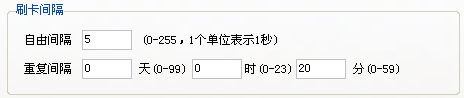 刷卡间隔
自由间隔 5 (0-255，1个单位表示1秒)
重复间隔 0 天(0-99) 0 时(0-23) 20 分(0-59)